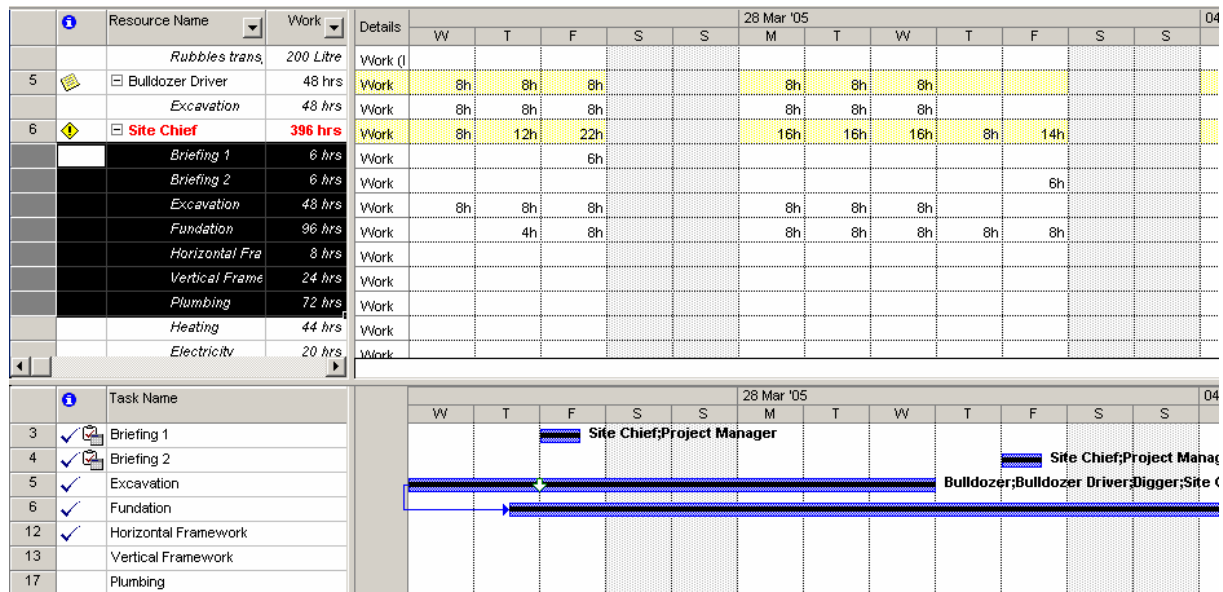 Resource Name Work Details 28 Mar '05 04
W T F S S M T W T F S S
Rubbles trans, 200 Litre Work (I
5 Bulldozer Driver 48 hrs Work 8h 8h 8h 8h 8h 8h
Excavation 48 hrs Work 8h 8h 8h 8h 8h 8h
6 Site Chief 396 hrs Work 8h 12h 22h 16h 16h 16h 8h 14h
Briefing 1 6 hrs Work 6h
Briefing 2 6 hrs Work 6h
Excavation 48 hrs Work 8h 8h 8h 8h 8h 8h
Fundation 96 hrs Work 4h 8h 8h 8h 8h 8h 8h
Horizontal Fra 8 hrs Work
Vertical Frame 24 hrs Work
Plumbing 72 hrs Work
Heating 44 hrs Work
Electricity 20 hrs Work
Task Name 28 Mar '05 04
W T F S S M T W T F S S
3 Briefing 1 Site Chief;Project Manager
4 Briefing 2 Site Chief;Project Manag
5 Excavation Bulldozer;Bulldozer Driver;Digger;Site C
6 Fundation
12 Horizontal Framework
13 Vertical Framework
17 Plumbing